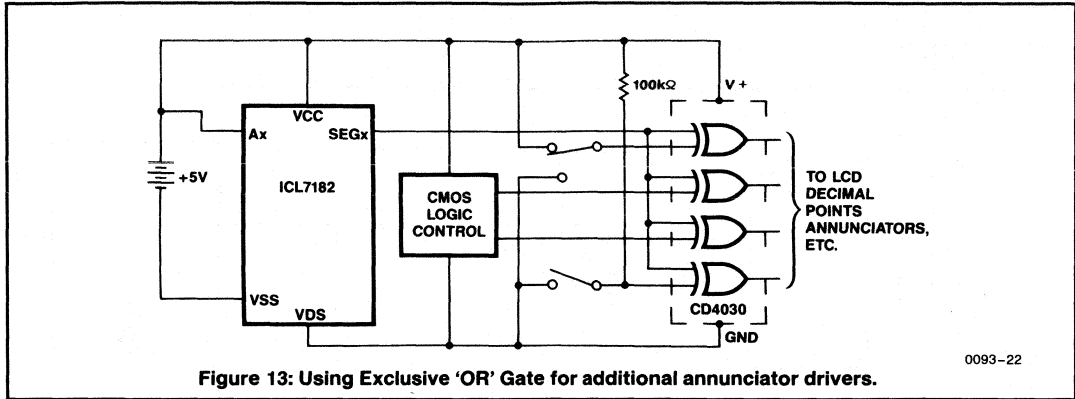 100kΩ
V +
VCC
Ax
SEGx
+5V
ICL7182
CMOS
LOGIC
CONTROL
TO LCD
DECIMAL
POINTS
ANNUNCIATORS,
ETC.
VSS
VDS
CD4030
GND
0093–22
Figure 13: Using Exclusive ‘OR’ Gate for additional annunciator drivers.